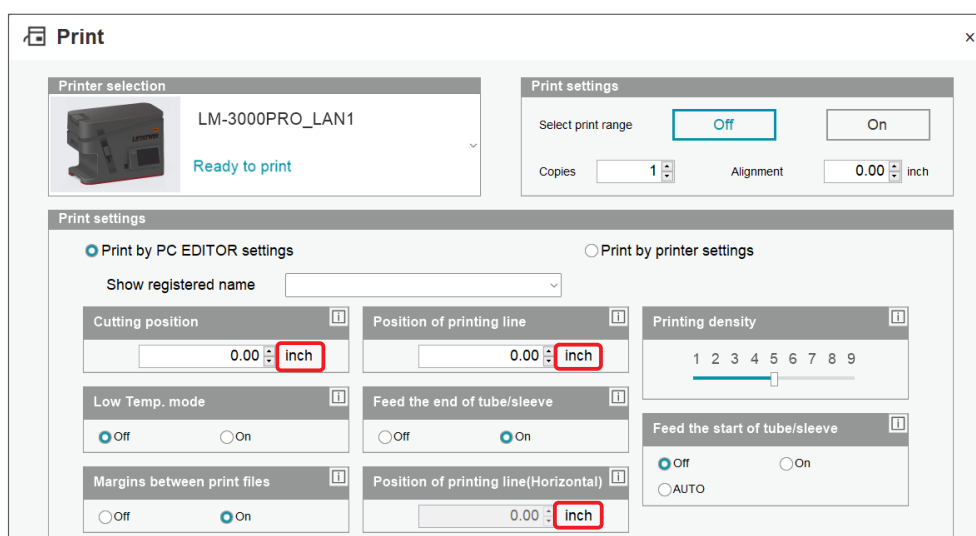 Print
×
Printer selection
LM-3000PRO_LAN1
Ready to print
Print settings
Select print range Off On
Copies 1 Alignment 0.00 inch
Print settings
Print by PC EDITOR settings
Print by printer settings
Show registered name
Cutting position
0.00 inch
Position of printing line
0.00 inch
Printing density
1 2 3 4 5 6 7 8 9
Low Temp. mode
Off On
Feed the end of tube/sleeve
Off On
Feed the start of tube/sleeve
Off On
AUTO
Margins between print files
Off On
Position of printing line(Horizontal)
0.00 inch